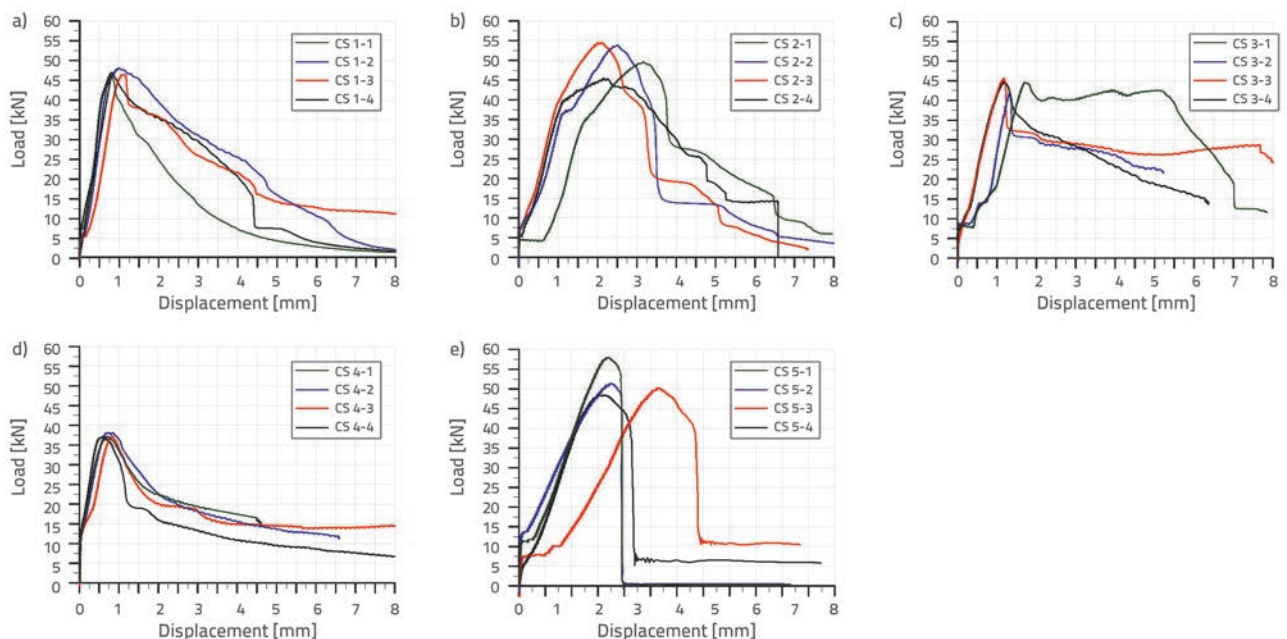 a)
Load [kN]
60
55
50
45
40
35
30
25
20
15
10
5
0
CS 1-1
CS 1-2
CS 1-3
CS 1-4
0 1 2 3 4 5 6 7 8
Displacement [mm]
b)
Load [kN]
60
55
50
45
40
35
30
25
20
15
10
5
0
CS 2-1
CS 2-2
CS 2-3
CS 2-4
0 1 2 3 4 5 6 7 8
Displacement [mm]
c)
Load [kN]
60
55
50
45
40
35
30
25
20
15
10
5
0
CS 3-1
CS 3-2
CS 3-3
CS 3-4
0 1 2 3 4 5 6 7 8
Displacement [mm]
d)
Load [kN]
60
55
50
45
40
35
30
25
20
15
10
5
0
CS 4-1
CS 4-2
CS 4-3
CS 4-4
0 1 2 3 4 5 6 7 8
Displacement [mm]
e)
Load [kN]
60
55
50
45
40
35
30
25
20
15
10
5
0
CS 5-1
CS 5-2
CS 5-3
CS 5-4
0 1 2 3 4 5 6 7 8
Displacement [mm]